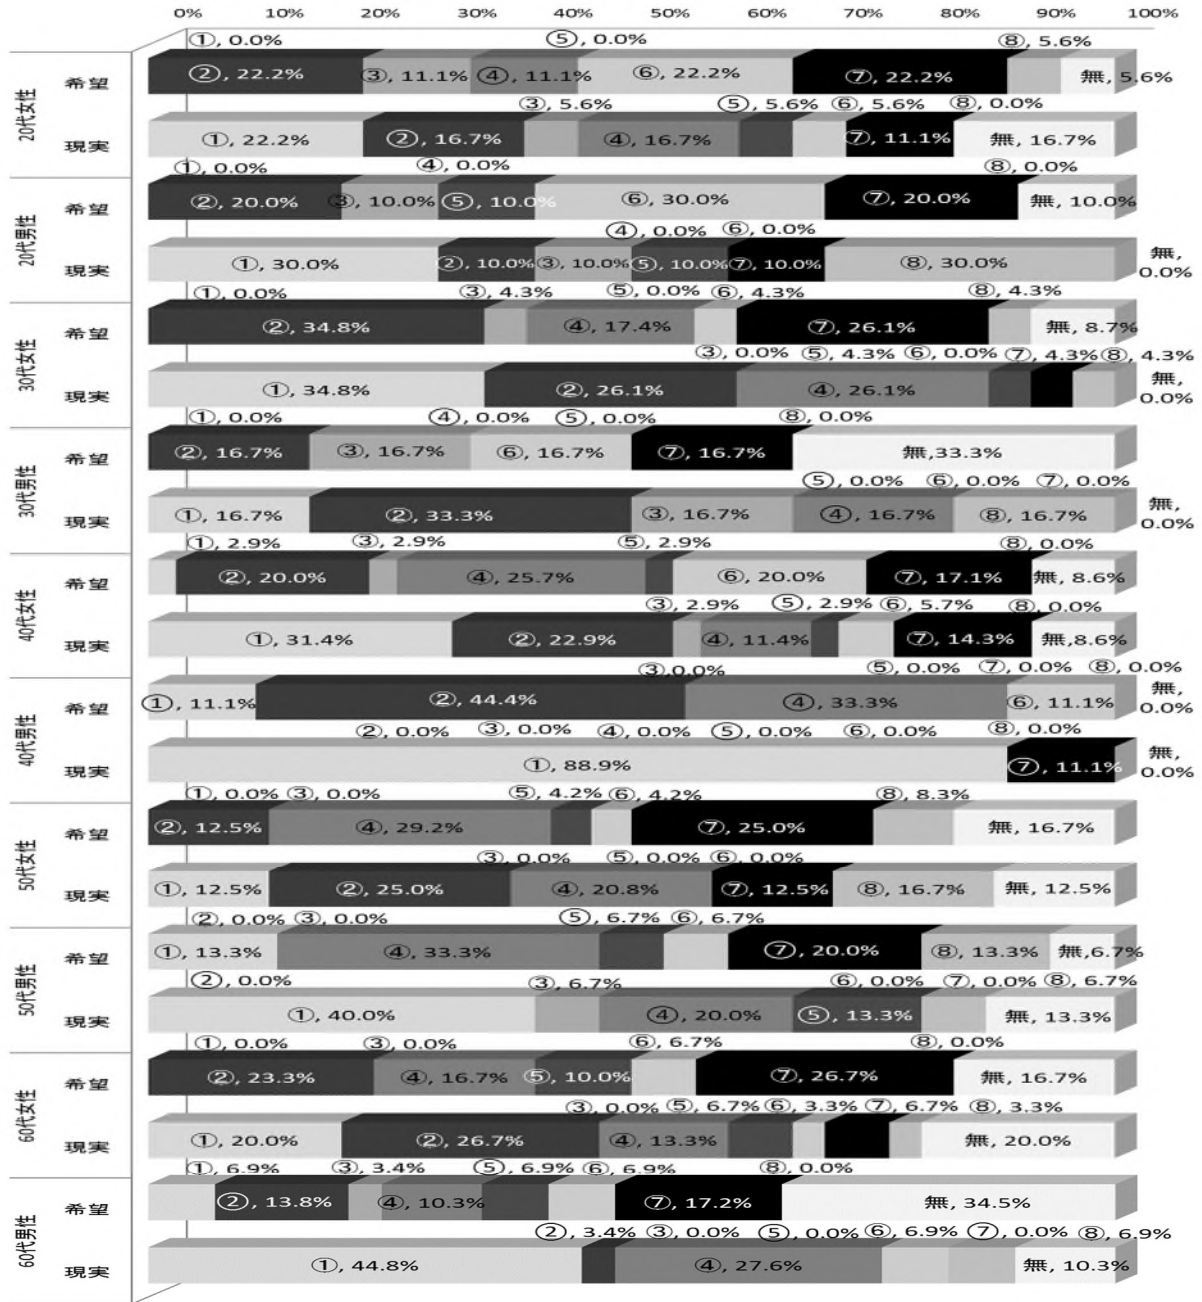 0% 10% 20% 30% 40% 50% 60% 70% 80% 90% 100%
①, 0.0% ⑤, 0.0% ⑧, 5.6%
20代女性
希望 ②, 22.2% ③, 11.1% ④, 11.1% ⑥, 22.2% ⑦, 22.2% 無, 5.6%
③, 5.6% ⑤, 5.6% ⑥, 5.6% ⑧, 0.0%
現実 ①, 22.2% ②, 16.7% ④, 16.7% ⑦, 11.1% 無, 16.7%
①, 0.0% ④, 0.0% ⑧, 0.0%
20代男性
希望 ②, 20.0% ③, 10.0% ⑤, 10.0% ⑥, 30.0% ⑦, 20.0% 無, 10.0%
④, 0.0% ⑥, 0.0%
現実 ①, 30.0% ②, 10.0% ③, 10.0% ⑤, 10.0% ⑦, 10.0% ⑧, 30.0% 無, 0.0%
①, 0.0% ③, 4.3% ⑤, 0.0% ⑥, 4.3% ⑧, 4.3%
30代女性
希望 ②, 34.8% ④, 17.4% ⑦, 26.1% 無, 8.7%
③, 0.0% ⑤, 4.3% ⑥, 0.0% ⑦, 4.3% ⑧, 4.3%
現実 ①, 34.8% ②, 26.1% ④, 26.1% 無, 0.0%
①, 0.0% ④, 0.0% ⑤, 0.0% ⑧, 0.0%
30代男性
希望 ②, 16.7% ③, 16.7% ⑥, 16.7% ⑦, 16.7% 無,33.3%
⑤, 0.0% ⑥, 0.0% ⑦, 0.0%
現実 ①, 16.7% ②, 33.3% ③, 16.7% ④, 16.7% ⑧, 16.7% 無, 0.0%
①, 2.9% ③, 2.9% ⑤, 2.9% ⑧, 0.0%
40代女性
希望 ②, 20.0% ④, 25.7% ⑥, 20.0% ⑦, 17.1% 無, 8.6%
③, 2.9% ⑤, 2.9% ⑥, 5.7% ⑧, 0.0%
現実 ①, 31.4% ②, 22.9% ④, 11.4% ⑦, 14.3% 無,8.6%
③,0.0% ⑤, 0.0% ⑦, 0.0% ⑧, 0.0%
40代男性
希望 ①, 11.1% ②, 44.4% ④, 33.3% ⑥, 11.1% 無, 0.0%
②, 0.0% ③, 0.0% ④, 0.0% ⑤, 0.0% ⑥, 0.0% ⑧, 0.0%
現実 ①, 88.9% ⑦, 11.1% 無, 0.0%
①, 0.0% ③, 0.0% ⑤, 4.2% ⑥, 4.2% ⑧, 8.3%
50代女性
希望 ②, 12.5% ④, 29.2% ⑦, 25.0% 無, 16.7%
③, 0.0% ⑤, 0.0% ⑥, 0.0%
現実 ①, 12.5% ②, 25.0% ④, 20.8% ⑦, 12.5% ⑧, 16.7% 無, 12.5%
②, 0.0% ③, 0.0% ⑤, 6.7% ⑥, 6.7%
50代男性
希望 ①, 13.3% ④, 33.3% ⑦, 20.0% ⑧, 13.3% 無,6.7%
②, 0.0% ③, 6.7% ⑥, 0.0% ⑦, 0.0% ⑧, 6.7%
現実 ①, 40.0% ④, 20.0% ⑤, 13.3% 無, 13.3%
①, 0.0% ③, 0.0% ⑥, 6.7% ⑧, 0.0%
60代女性
希望 ②, 23.3% ④, 16.7% ⑤, 10.0% ⑦, 26.7% 無, 16.7%
③, 0.0% ⑤, 6.7% ⑥, 3.3% ⑦, 6.7% ⑧, 3.3%
現実 ①, 20.0% ②, 26.7% ④, 13.3% 無, 20.0%
①, 6.9% ③, 3.4% ⑤, 6.9% ⑥, 6.9% ⑧, 0.0%
60代男性
希望 ②, 13.8% ④, 10.3% ⑦, 17.2% 無, 34.5%
②, 3.4% ③, 0.0% ⑤, 0.0% ⑥, 6.9% ⑦, 0.0% ⑧, 6.9%
現実 ①, 44.8% ④, 27.6% 無, 10.3%